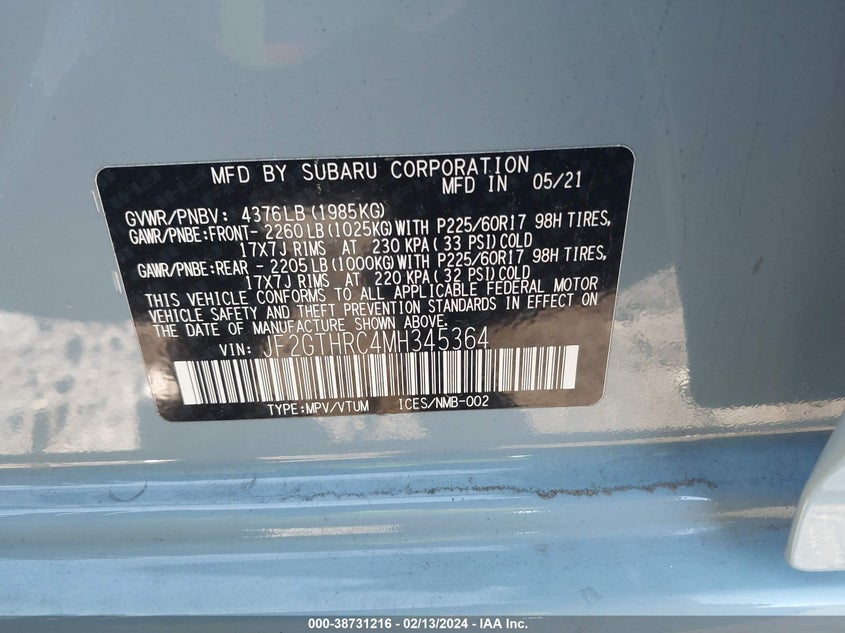 MFD BY SUBARU CORPORATION
MFD IN 05/21
GVWR/PNBV: 4376LB(1985KG)
GAWR/PNBE:FRONT- 2260LB(1025KG)WITH P225/60R17 98H TIRES,
17X7J RIMS AT 230 KPA( 33 PSI)COLD
GAWR/PNBE:REAR - 2205LB(1000KG)WITH P225/60R17 98H TIRES,
17X7J RIMS AT 220 KPA( 32 PSI)COLD
THIS VEHICLE CONFORMS TO ALL APPLICABLE FEDERAL MOTOR
VEHICLE SAFETY AND THEFT PREVENTION STANDARDS IN EFFECT ON
THE DATE OF MANUFACTURE SHOWN ABOVE.
VIN: JF2GTHRC4MH345364
TYPE:MPV/VTUM ICES/NMB-002
000-38731216 - 02/13/2024 - IAA Inc.